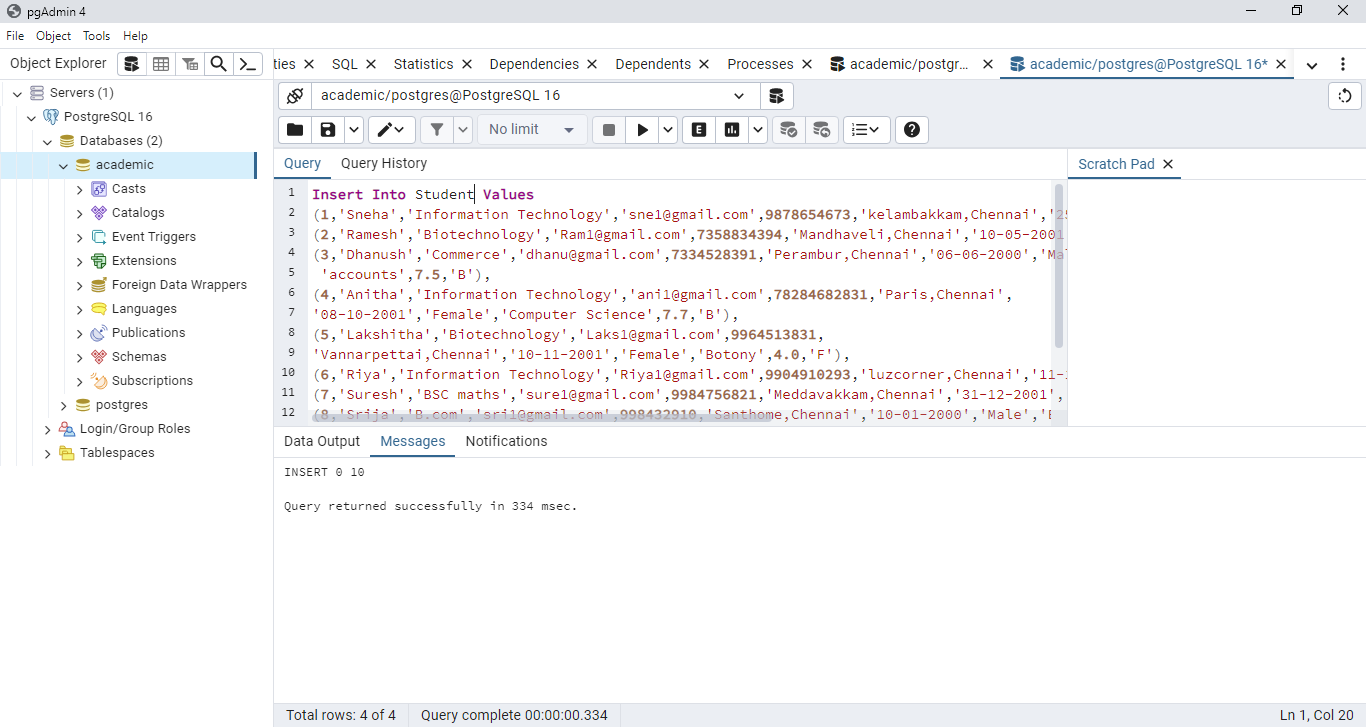 pgAdmin 4
File Object Tools Help
Object Explorer
ties SQL Statistics Dependencies Dependents Processes academic/postgr... academic/postgres@PostgreSQL 16*
Servers (1)
PostgreSQL 16
Databases (2)
academic
Casts
Catalogs
Event Triggers
Extensions
Foreign Data Wrappers
Languages
Publications
Schemas
Subscriptions
postgres
Login/Group Roles
Tablespaces
academic/postgres@PostgreSQL 16
No limit
E
Query Query History
Scratch Pad
1 Insert Into Student Values
2 (1,'Sneha','Information Technology','sne1@gmail.com',9878654673,'kelambakkam,Chennai','25
3 (2,'Ramesh','Biotechnology','Ram1@gmail.com',7358834394,'Mandhaveli,Chennai','10-05-2001
4 (3,'Dhanush','Commerce','dhanu@gmail.com',7334528391,'Perambur,Chennai','06-06-2000','Mal
5 'accounts',7.5,'B'),
6 (4,'Anitha','Information Technology','ani1@gmail.com',78284682831,'Paris,Chennai',
7 '08-10-2001','Female','Computer Science',7.7,'B'),
8 (5,'Lakshitha','Biotechnology','Laks1@gmail.com',9964513831,
9 'Vannarpettai,Chennai','10-11-2001','Female','Botony',4.0,'F'),
10 (6,'Riya','Information Technology','Riya1@gmail.com',9904910293,'luzcorner,Chennai','11-
11 (7,'Suresh','BSC maths','sure1@gmail.com',9984756821,'Meddavakkam,Chennai','31-12-2001',
12 (8,'Srija','B.com','sri1@gmail.com',998432910,'Santhome,Chennai','10-01-2000','Male','
Data Output Messages Notifications
INSERT 0 10
Query returned successfully in 334 msec.
Total rows: 4 of 4 Query complete 00:00:00.334 Ln 1, Col 20